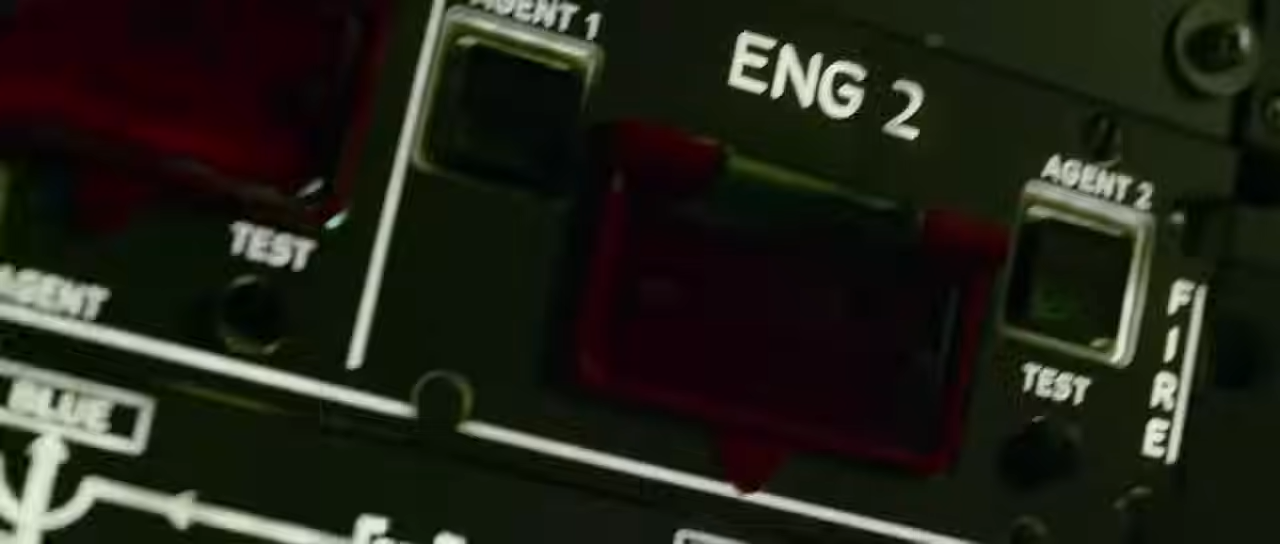 AGENT 1
ENG 2
AGENT 2
TEST
AGENT
TEST
FIRE
BLUE